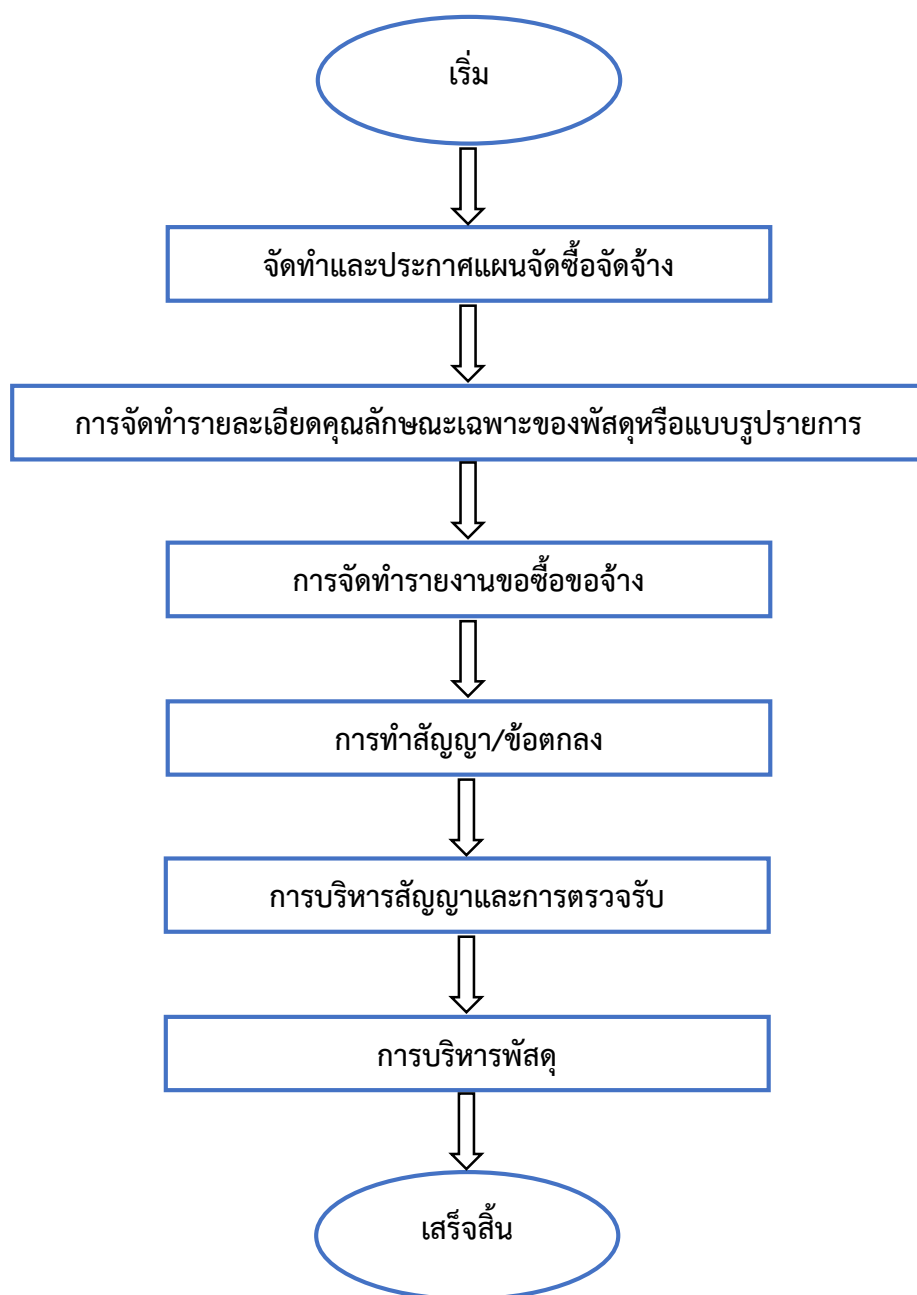 เริ่ม
จัดทำและประกาศแผนจัดซื้อจัดจ้าง
การจัดทำรายละเอียดคุณลักษณะเฉพาะของพัสดุหรือแบบรูปรายการ
การจัดทำรายงานขอซื้อขอจ้าง
การทำสัญญา/ข้อตกลง
การบริหารสัญญาและการตรวจรับ
การบริหารพัสดุ
เสร็จสิ้น